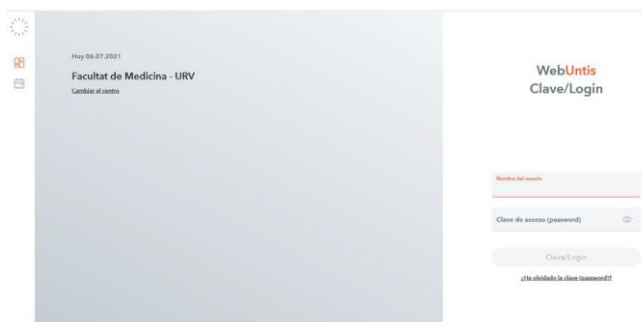 Hoy 06.07.2021
Facultat de Medicina - URV
Cambiar el centro
WebUntis
Clave/Login
Nombre del usuario
Clave de acceso (password)
Clave/Login
¿Ha olvidado la clave (password)?